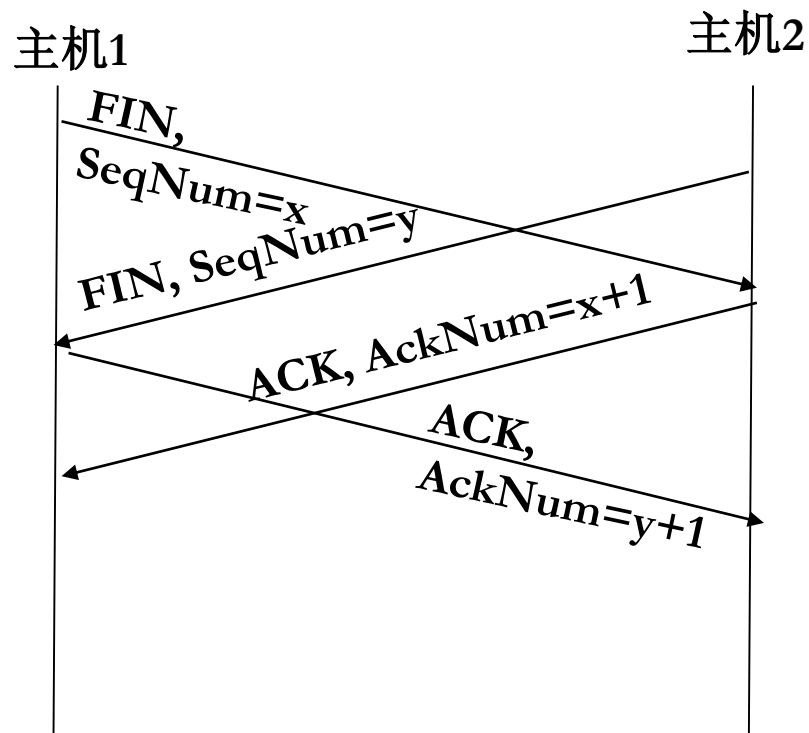 主机1
主机2
FIN,
SeqNum=x
FIN, SeqNum=y
ACK, AckNum=x+1
ACK,
AckNum=y+1